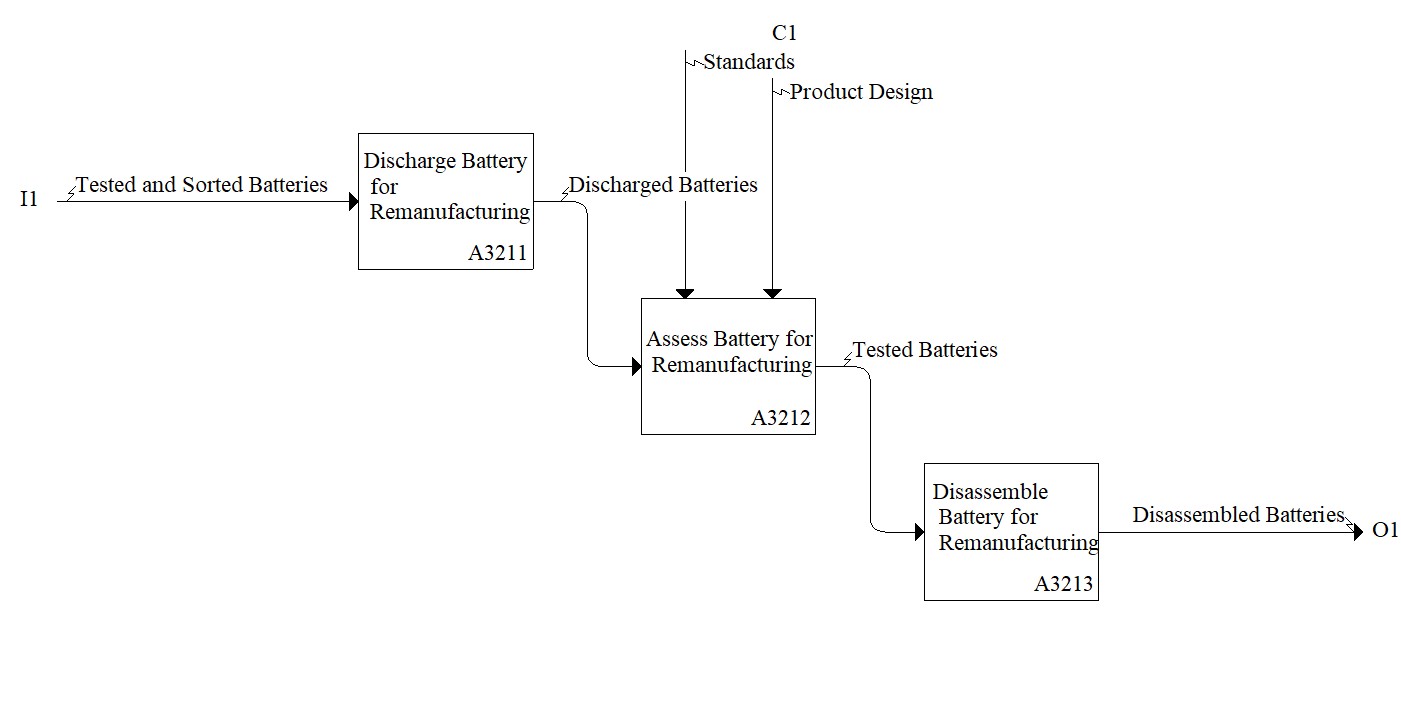 C1
Standards
Product Design
Discharge Battery
for
Remanufacturing
A3211
I1
Tested and Sorted Batteries
Discharged Batteries
Assess Battery for
Remanufacturing
A3212
Tested Batteries
Disassemble
Battery for
Remanufacturing
A3213
Disassembled Batteries
O1